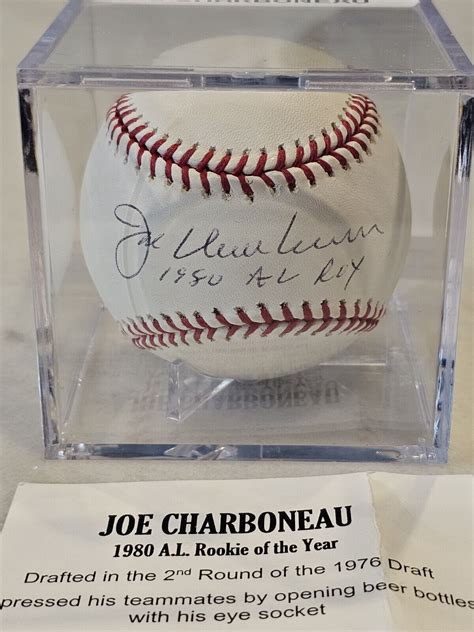 CHARBONEAU
Joe Charboneau
1980 AL ROY
JOE CHARBONEAU
1980 A.L. Rookie of the Year
Drafted in the 2nd Round of the 1976 Draft
pressed his teammates by opening beer bottles
with his eye socket